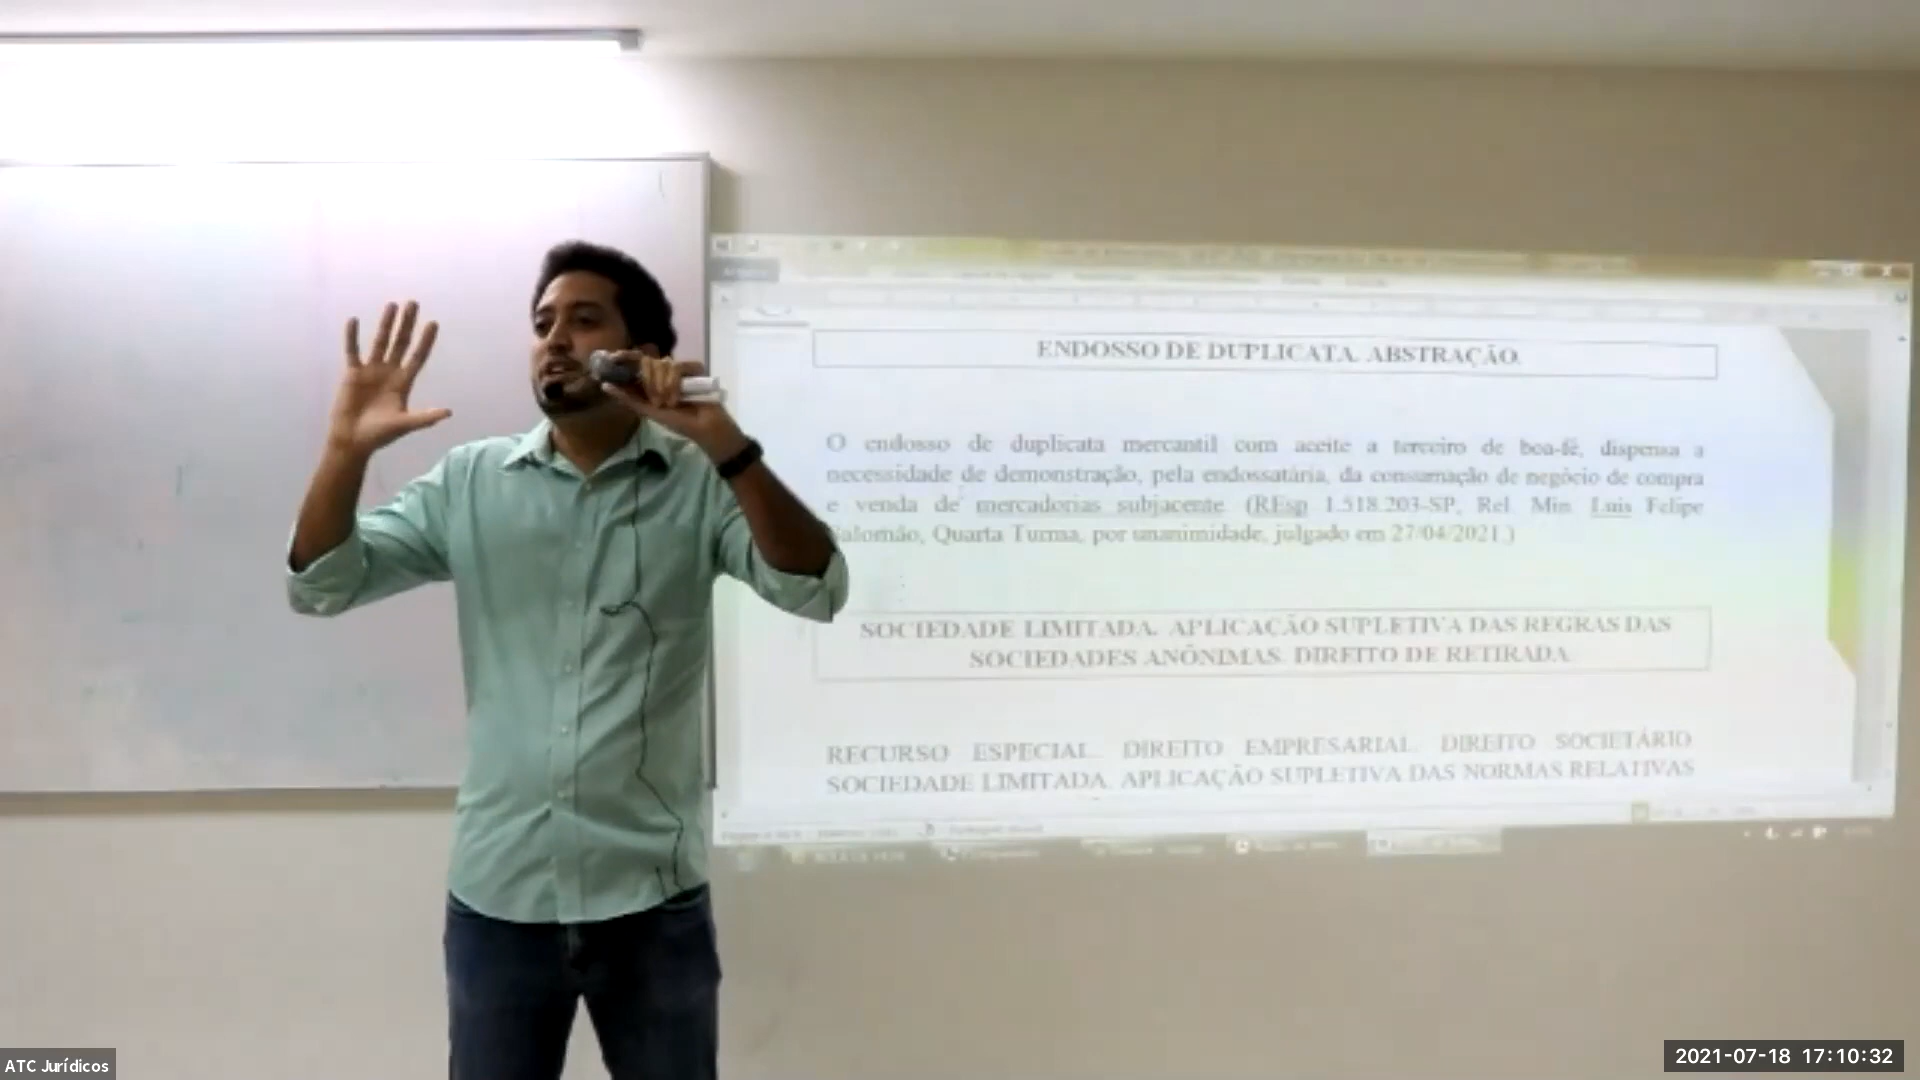 ENDOSSO DE DUPLICATA. ABSTRAÇÃO.
O endosso de duplicata mercantil com aceite a terceiro de boa-fé, dispensa a
necessidade de demonstração, pela endossatária, da consumação de negócio de compra
e venda de mercadorias subjacente. (REsp 1.518.203-SP, Rel. Min. Luis Felipe
Salomão, Quarta Turma, por unanimidade, julgado em 27/04/2021.)
SOCIEDADE LIMITADA. APLICAÇÃO SUPLETIVA DAS REGRAS DAS
SOCIEDADES ANÔNIMAS. DIREITO DE RETIRADA.
RECURSO ESPECIAL. DIREITO EMPRESARIAL. DIREITO SOCIETÁRIO.
SOCIEDADE LIMITADA. APLICAÇÃO SUPLETIVA DAS NORMAS RELATIVAS
ATC Jurídicos
2021-07-18 17:10:32